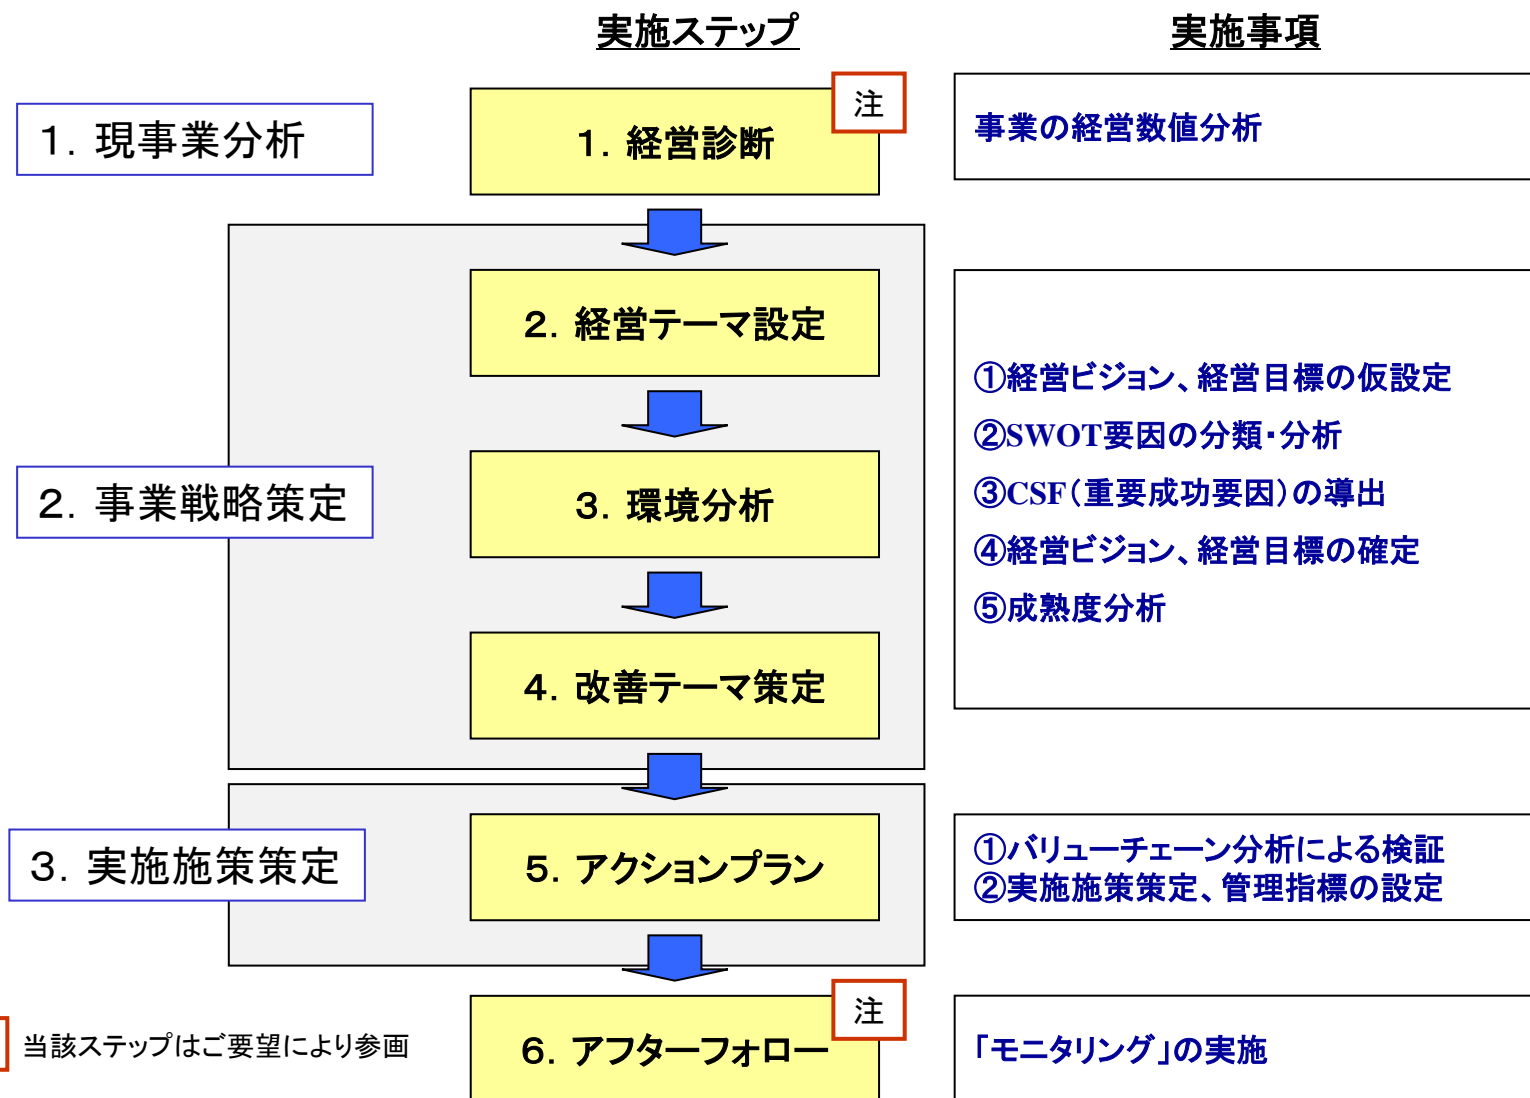 実施ステップ
実施事項
1．現事業分析
1．経営診断
注
事業の経営数値分析
2．経営テーマ設定
2．事業戦略策定
3．環境分析
4．改善テーマ策定
①経営ビジョン、経営目標の仮設定
②SWOT要因の分類・分析
③CSF（重要成功要因）の導出
④経営ビジョン、経営目標の確定
⑤成熟度分析
3．実施施策策定
5．アクションプラン
①バリューチェーン分析による検証
②実施施策策定、管理指標の設定
当該ステップはご要望により参画
6．アフターフォロー
注
「モニタリング」の実施